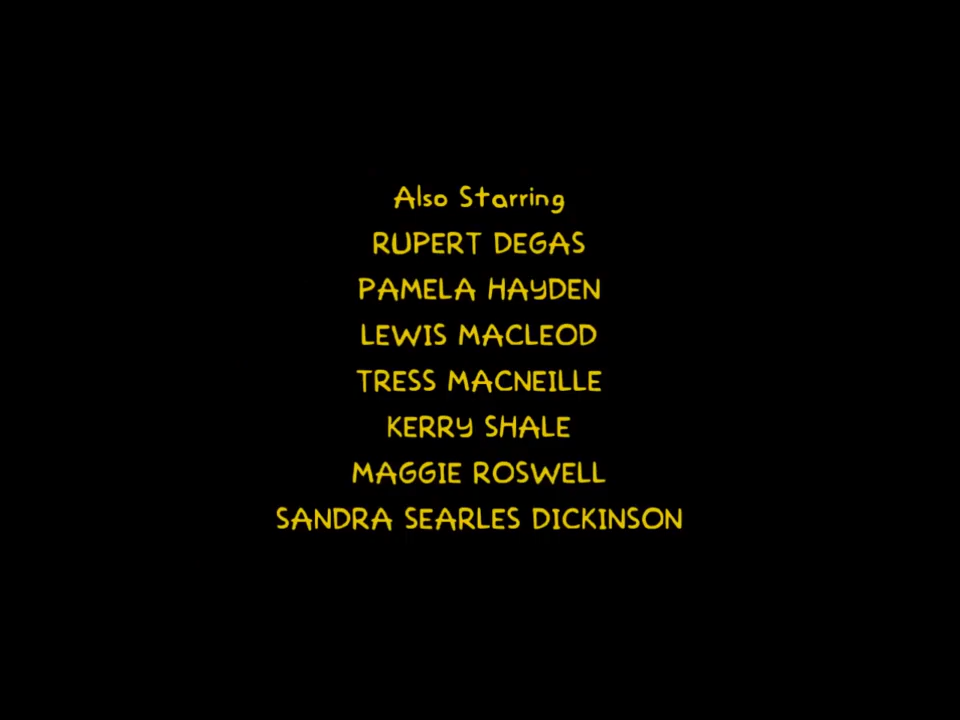 Also Starring
RUPERT DEGAS
PAMELA HAYDEN
LEWIS MACLEOD
TRESS MACNEILLE
KERRY SHALE
MAGGIE ROSWELL
SANDRA SEARLES DICKINSON